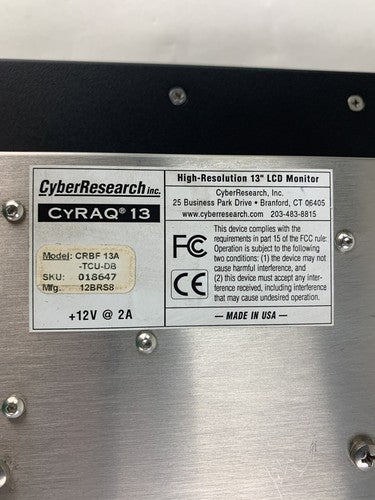 CyberResearch inc.
CYRAQ® 13
Model: CRBF 13A
-TCU-DB
SKU: 018647
Mfg. 12BRS8
+12V @ 2A
High-Resolution 13" LCD Monitor
CyberResearch, Inc.
25 Business Park Drive • Branford, CT 06405
www.cyberresearch.com 203-483-8815
FC
CE
This device complies with the
requirements in part 15 of the FCC rule:
Operation is subject to the following
two conditions: (1) the device may not
cause harmful interference, and
(2) this device must accept any inter-
ference received, including interference
that may cause undesired operation.
— MADE IN USA —